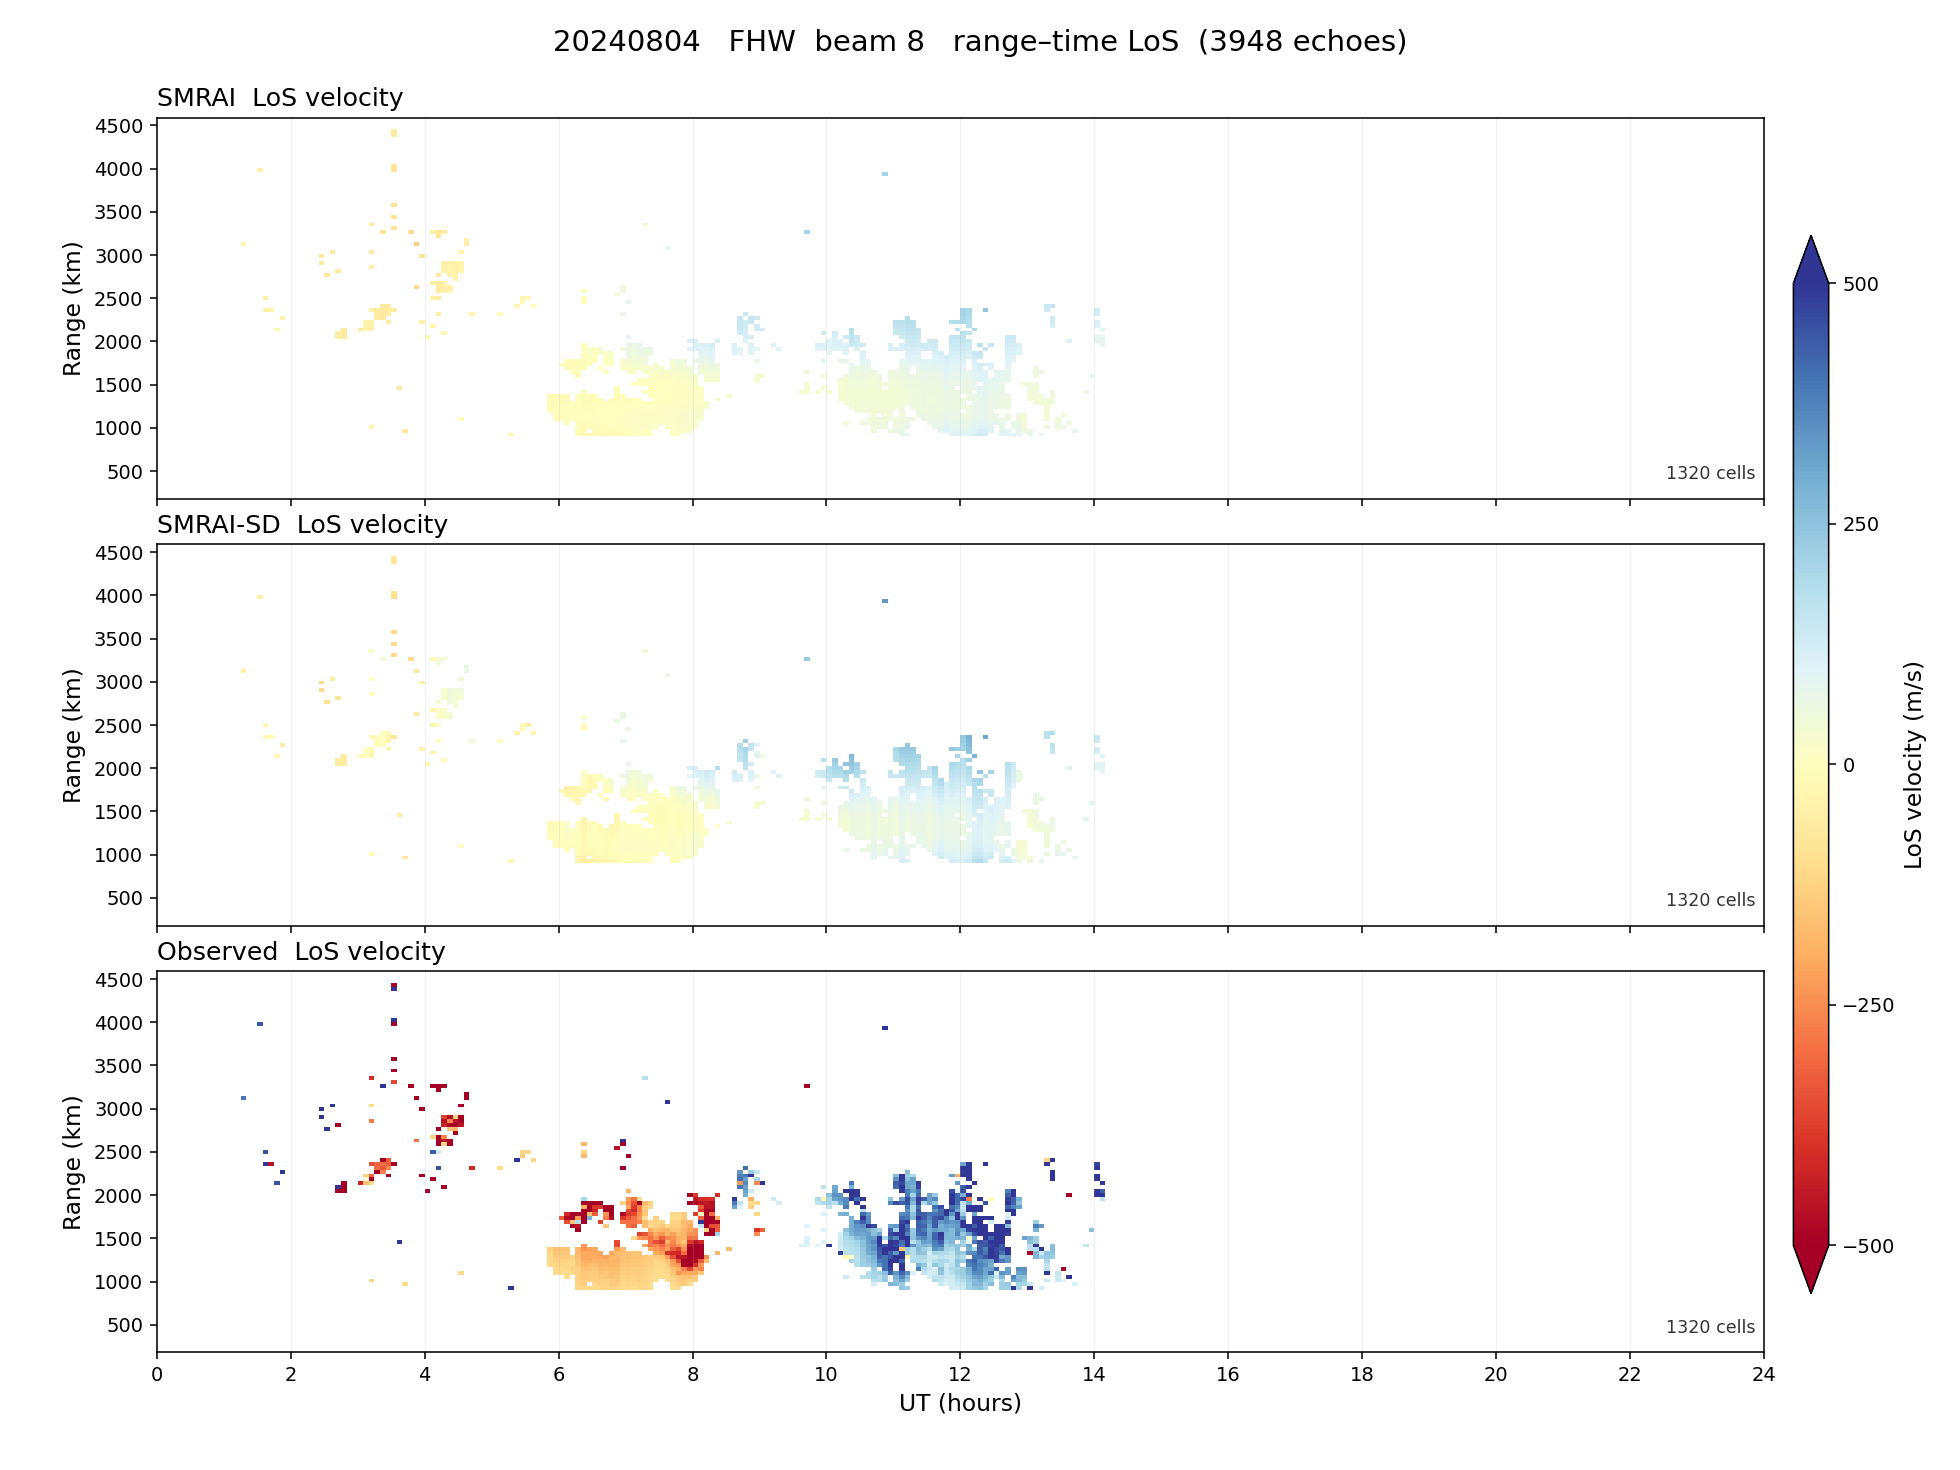 20240804 FHW beam 8 range–time LoS (3948 echoes)
SMRAI LoS velocity
4500
4000
3500
3000
2500
2000
1500
1000
500
Range (km)
1320 cells
SMRAI-SD LoS velocity
4500
4000
3500
3000
2500
2000
1500
1000
500
Range (km)
1320 cells
Observed LoS velocity
4500
4000
3500
3000
2500
2000
1500
1000
500
Range (km)
1320 cells
0 2 4 6 8 10 12 14 16 18 20 22 24
UT (hours)
500
250
0
−250
−500
LoS velocity (m/s)